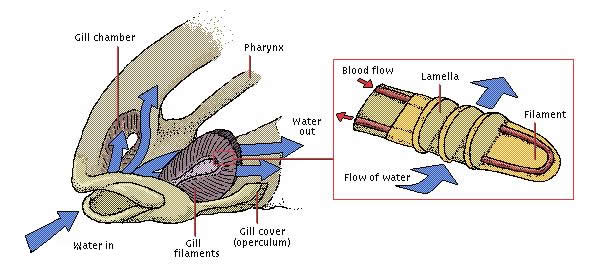 Gill chamber
Pharynx
Water
out
Water in
Gill
filaments
Gill cover
(operculum)
Blood flow
Lamella
Filament
Flow of water